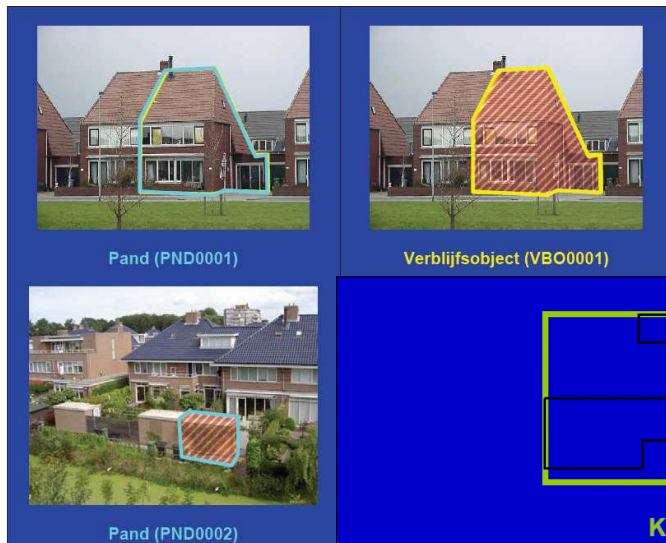 Pand (PND0001)
Verblijfsobject (VBO0001)
Pand (PND0002)
K